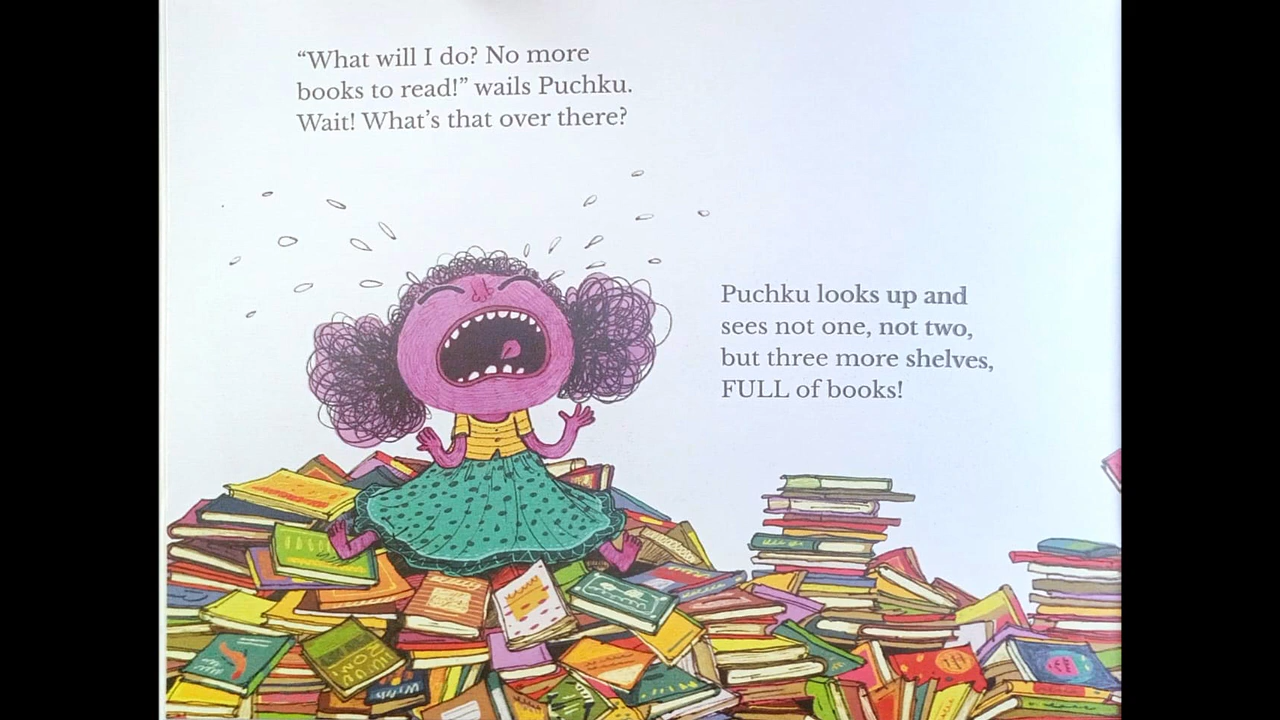 “What will I do? No more
books to read!” wails Puchku.
Wait! What’s that over there?
Puchku looks up and
sees not one, not two,
but three more shelves,
FULL of books!